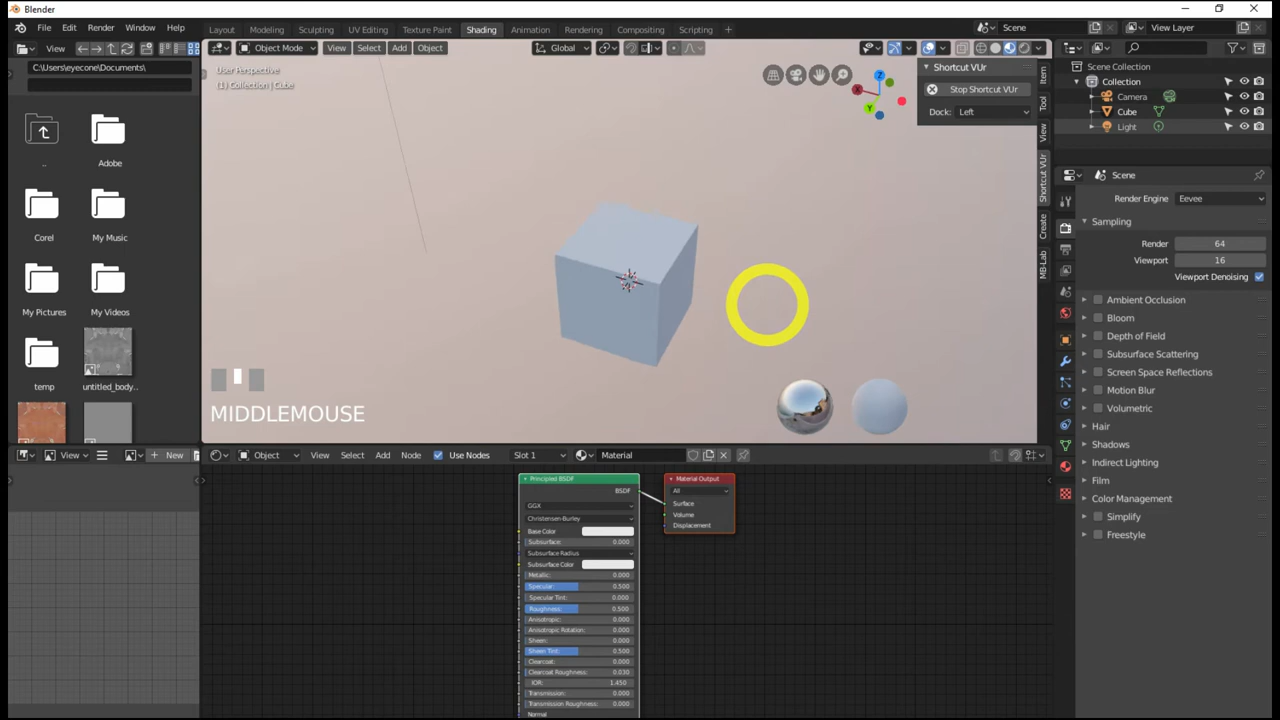 Blender
File Edit Render Window Help
Layout Modeling Sculpting UV Editing Texture Paint Shading Animation Rendering Compositing Scripting +
Scene
View Layer
View
Object Mode View Select Add Object
Global
C:\Users\eyecone\Documents\
..
Adobe
Corel
My Music
My Pictures
My Videos
temp
untitled_body..
User Perspective
(1) Collection | Cube
MIDDLEMOUSE
X
Y
Z
Shortcut VUr
Stop Shortcut VUr
Dock: Left
Item
Tool
View
Shortcut VUr
Create
MB-Lab
Scene Collection
Collection
Camera
Cube
Light
Scene
Render Engine Eevee
Sampling
Render 64
Viewport 16
Viewport Denoising
Ambient Occlusion
Bloom
Depth of Field
Subsurface Scattering
Screen Space Reflections
Motion Blur
Volumetric
Hair
Shadows
Indirect Lighting
Film
Color Management
Simplify
Freestyle
View
+ New
Object View Select Add Node Use Nodes Slot 1 Material
Principled BSDF
BSDF
GGX
Christensen-Burley
Base Color
Subsurface: 0.000
Subsurface Radius
Subsurface Color
Metallic: 0.000
Specular: 0.500
Specular Tint: 0.000
Roughness: 0.500
Anisotropic: 0.000
Anisotropic Rotation: 0.000
Sheen: 0.000
Sheen Tint: 0.500
Clearcoat: 0.000
Clearcoat Roughness: 0.030
IOR: 1.450
Transmission: 0.000
Transmission Roughness: 0.000
Normal
Material Output
All
Surface
Volume
Displacement